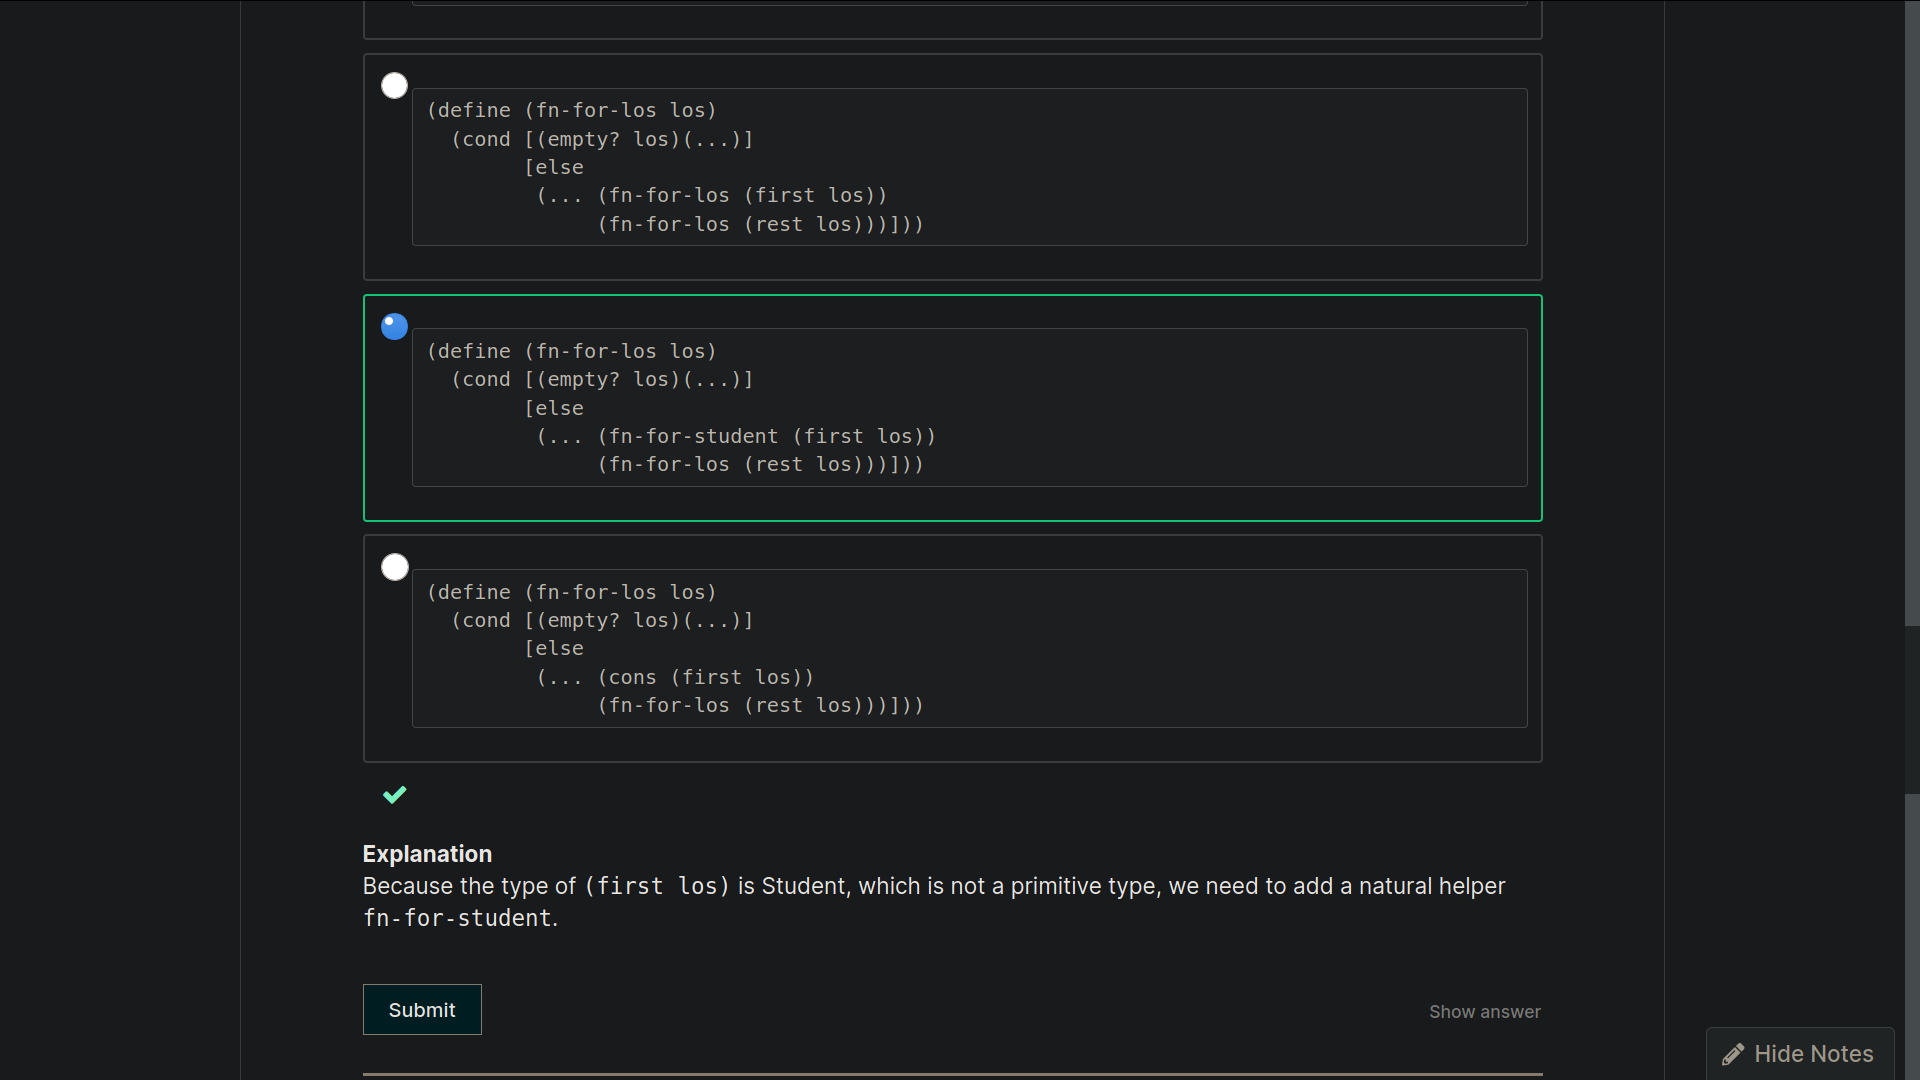 (define (fn-for-los los)
  (cond [(empty? los)(...)]
        [else
         (... (fn-for-los (first los))
              (fn-for-los (rest los)))]))
(define (fn-for-los los)
  (cond [(empty? los)(...)]
        [else
         (... (fn-for-student (first los))
              (fn-for-los (rest los)))]))
(define (fn-for-los los)
  (cond [(empty? los)(...)]
        [else
         (... (cons (first los))
              (fn-for-los (rest los)))]))
Explanation
Because the type of (first los) is Student, which is not a primitive type, we need to add a natural helper
fn-for-student.
Submit
Show answer
Hide Notes